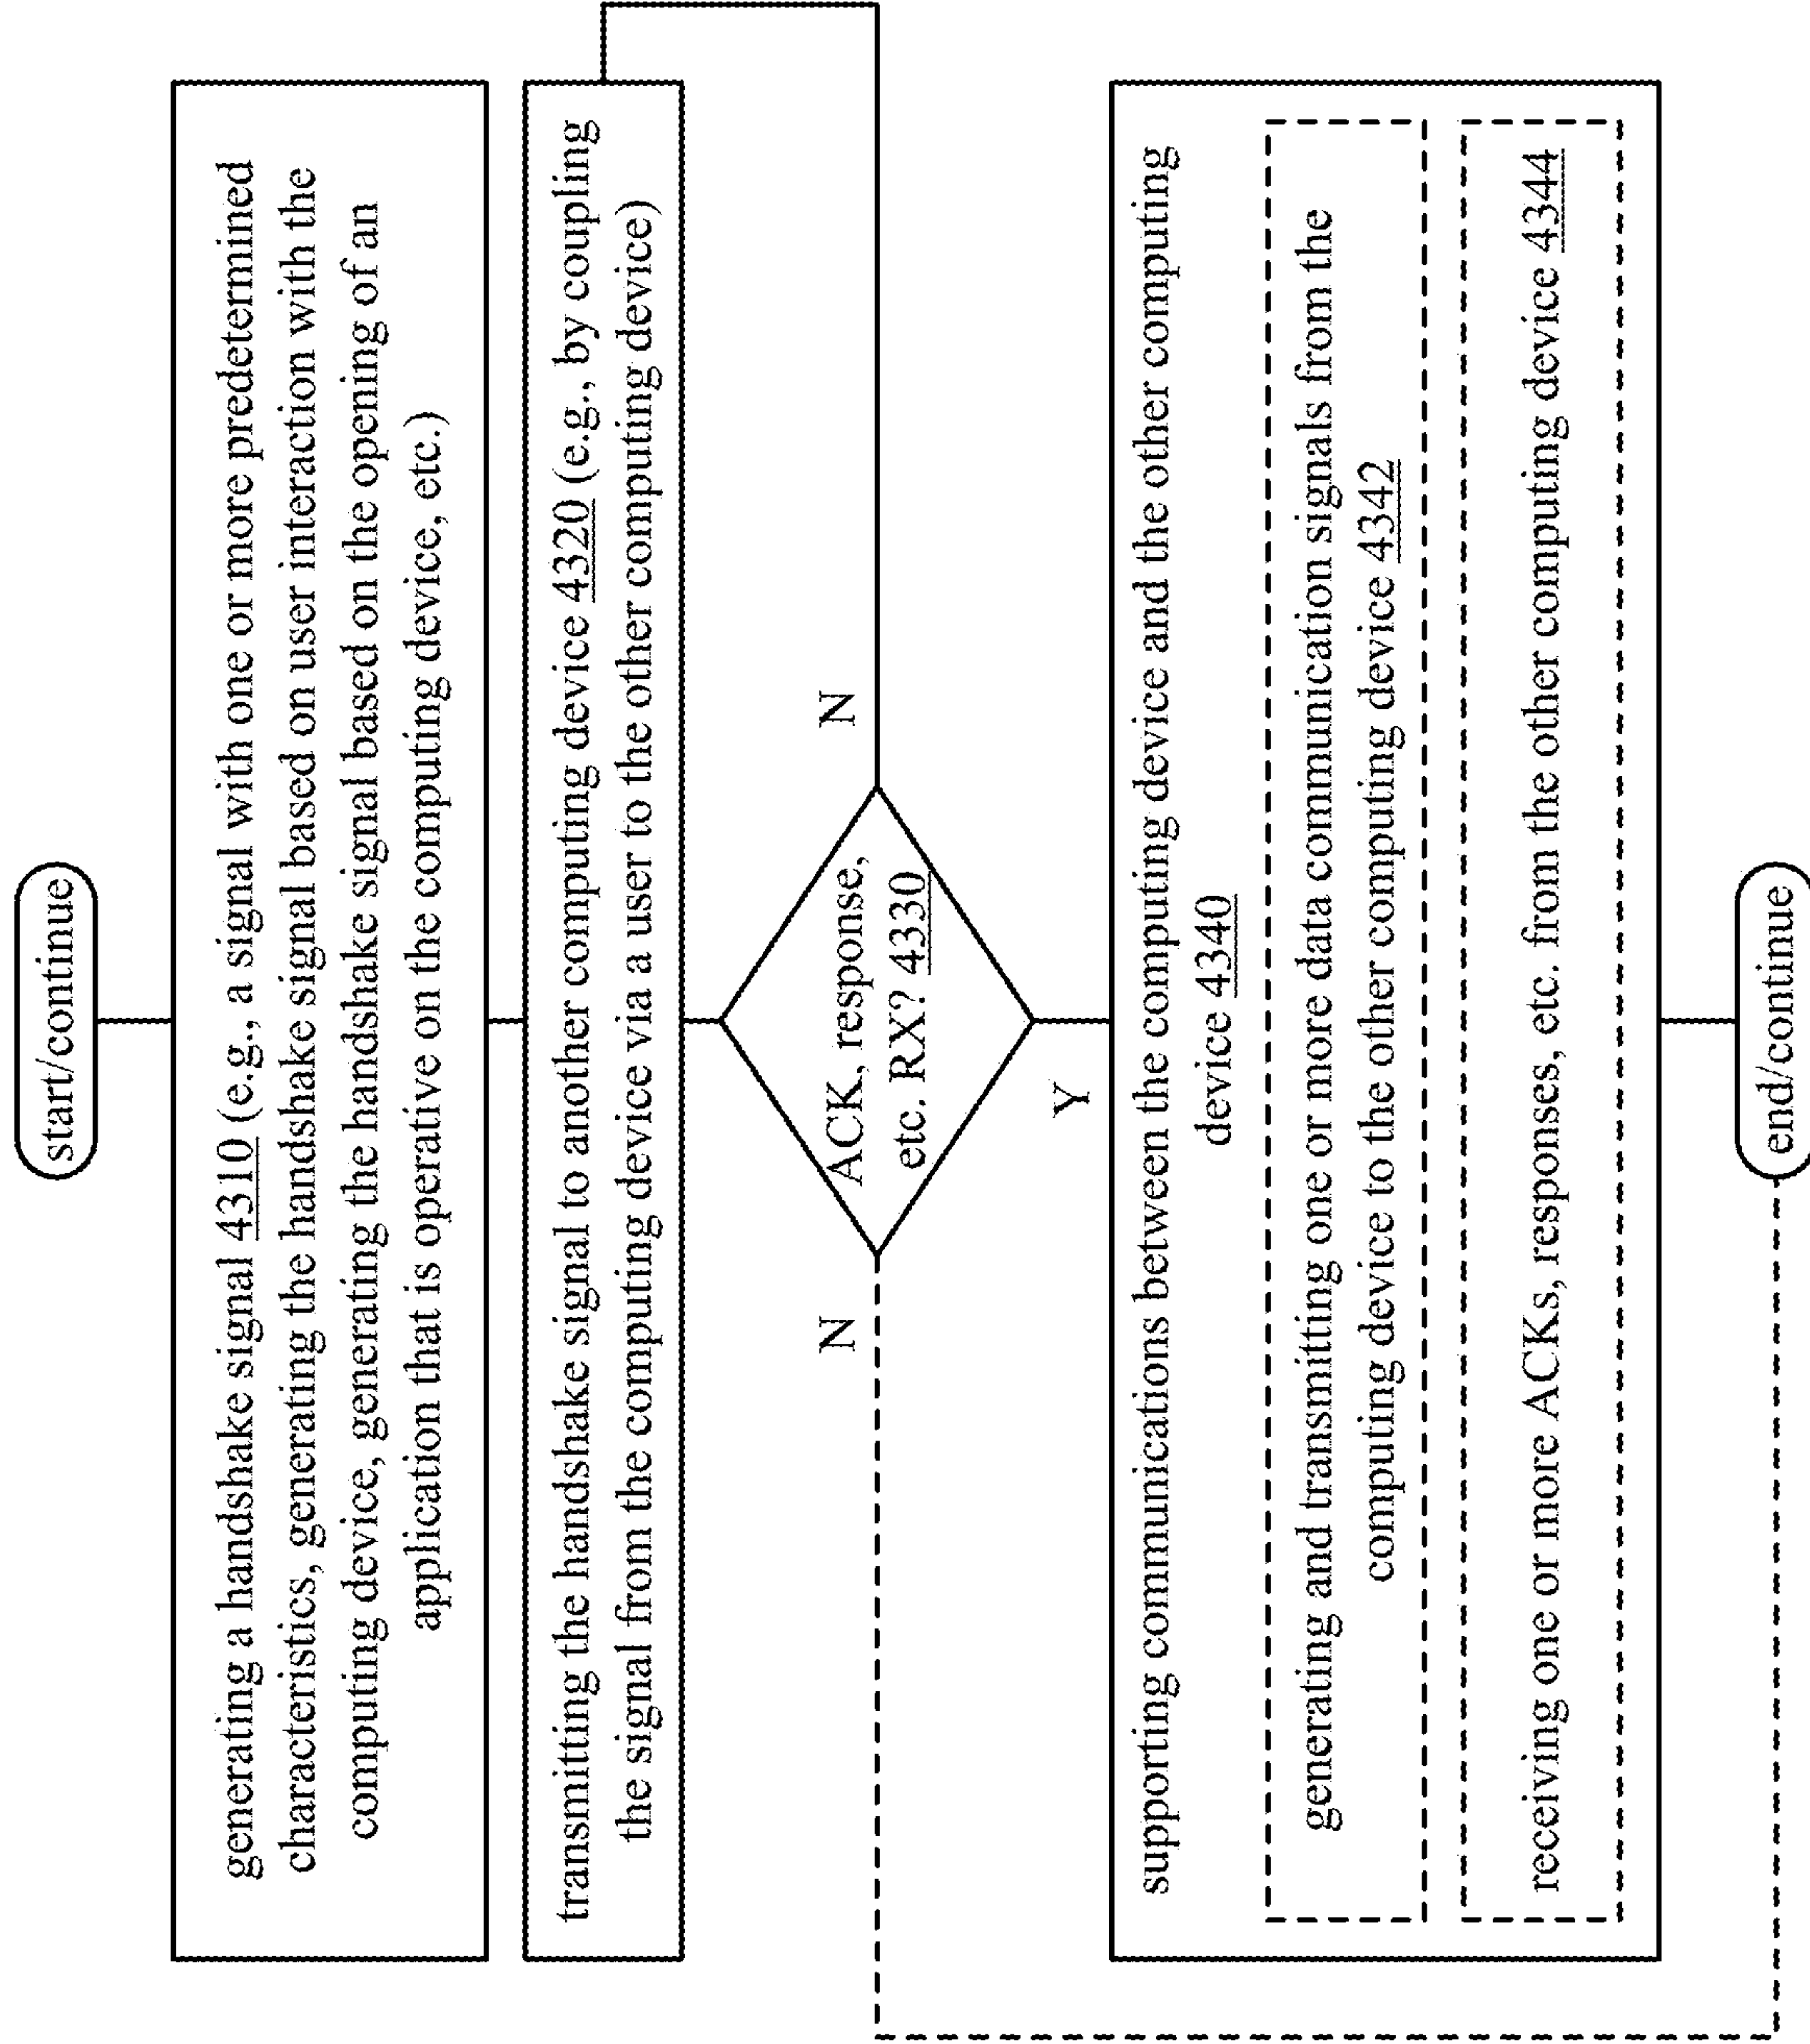 start/continue
generating a handshake signal 4310 (e.g., a signal with one or more predetermined
characteristics, generating the handshake signal based on user interaction with the
computing device, generating the handshake signal based on the opening of an
application that is operative on the computing device, etc.)
transmitting the handshake signal to another computing device 4320 (e.g., by coupling
the signal from the computing device via a user to the other computing device)
N
ACK, response,
etc. RX? 4330
N
Y
supporting communications between the computing device and the other computing
device 4340
generating and transmitting one or more data communication signals from the
computing device to the other computing device 4342
receiving one or more ACKs, responses, etc. from the other computing device 4344
end/continue